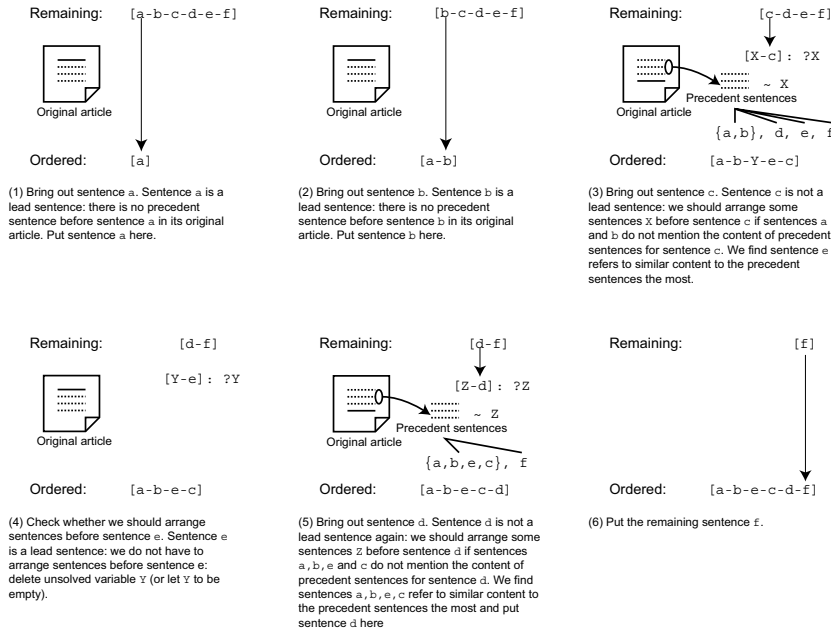 Remaining: [a-b-c-d-e-f]
Original article
Ordered: [a]
(1) Bring out sentence a. Sentence a is a
lead sentence: there is no precedent
sentence before sentence a in its original
article. Put sentence a here.
Remaining: [b-c-d-e-f]
Original article
Ordered: [a-b]
(2) Bring out sentence b. Sentence b is a
lead sentence: there is no precedent
sentence before sentence b in its original
article. Put sentence b here.
Remaining: [c-d-e-f]
[X-c]: ?X
~ X
Precedent sentences
Original article
{a,b}, d, e, f
Ordered: [a-b-Y-e-c]
(3) Bring out sentence c. Sentence c is not a
lead sentence: we should arrange some
sentences X before sentence c if sentences a
and b do not mention the content of precedent
sentences for sentence c. We find sentence e
refers to similar content to the precedent
sentences the most.
Remaining: [d-f]
[Y-e]: ?Y
Original article
Ordered: [a-b-e-c]
(4) Check whether we should arrange
sentences before sentence e. Sentence e
is a lead sentence: we do not have to
arrange sentences before sentence e:
delete unsolved variable Y (or let Y to be
empty).
Remaining: [d-f]
[Z-d]: ?Z
~ Z
Precedent sentences
Original article
{a,b,e,c}, f
Ordered: [a-b-e-c-d]
(5) Bring out sentence d. Sentence d is not a
lead sentence again: we should arrange some
sentences Z before sentence d if sentences
a,b,e and c do not mention the content of
precedent sentences for sentence d. We find
sentences a,b,e,c refer to similar content to
the precedent sentences the most and put
sentence d here
Remaining: [f]
Ordered: [a-b-e-c-d-f]
(6) Put the remaining sentence f.